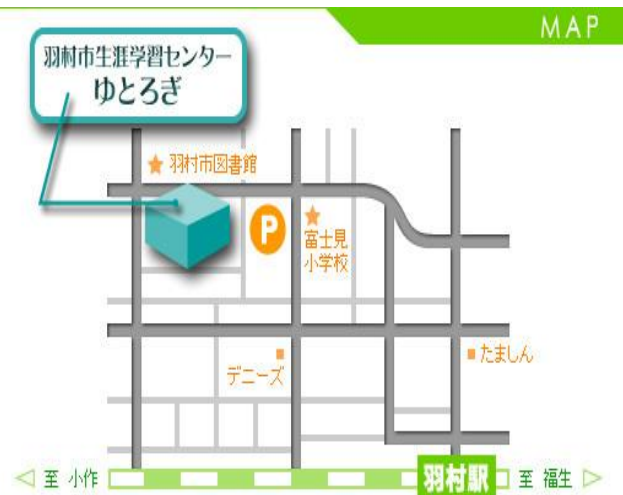 MAP
羽村市生涯学習センター
ゆとろぎ
★ 羽村市図書館
P
★
富士見
小学校
たましん
デニーズ
至 小作
羽村駅
至 福生